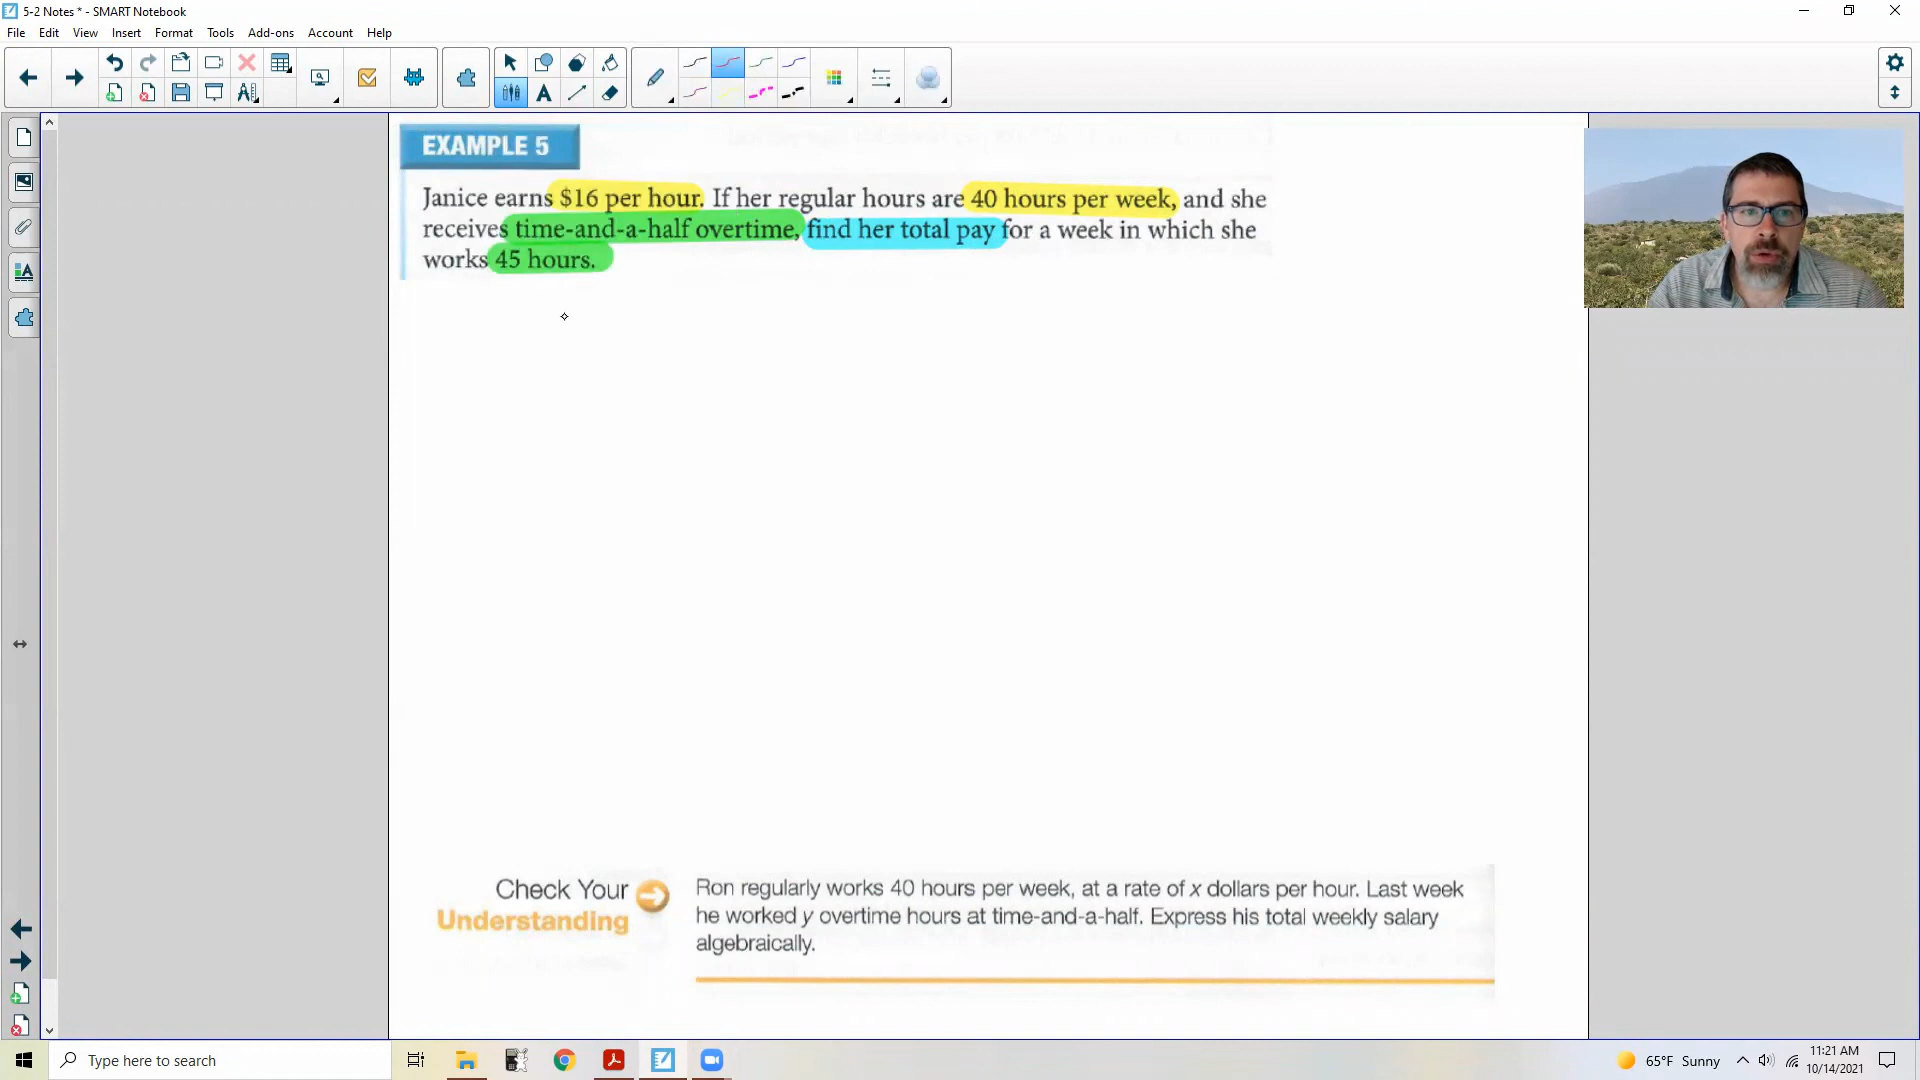 5-2 Notes * - SMART Notebook
File Edit View Insert Format Tools Add-ons Account Help
EXAMPLE 5
Janice earns $16 per hour. If her regular hours are 40 hours per week, and she
receives time-and-a-half overtime, find her total pay for a week in which she
works 45 hours.
Check Your
Understanding
Ron regularly works 40 hours per week, at a rate of x dollars per hour. Last week
he worked y overtime hours at time-and-a-half. Express his total weekly salary
algebraically.
Type here to search
65°F Sunny
11:21 AM
10/14/2021